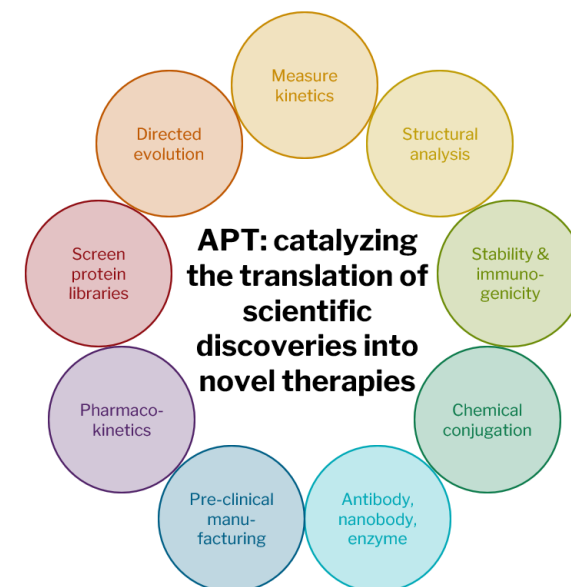 Measure
kinetics
Directed
evolution
Structural
analysis
Screen
protein
libraries
APT: catalyzing
the translation of
scientific
discoveries into
novel therapies
Stability &
immuno-
genicity
Pharmaco-
kinetics
Chemical
conjugation
Pre-clinical
manu-
facturing
Antibody,
nanobody,
enzyme